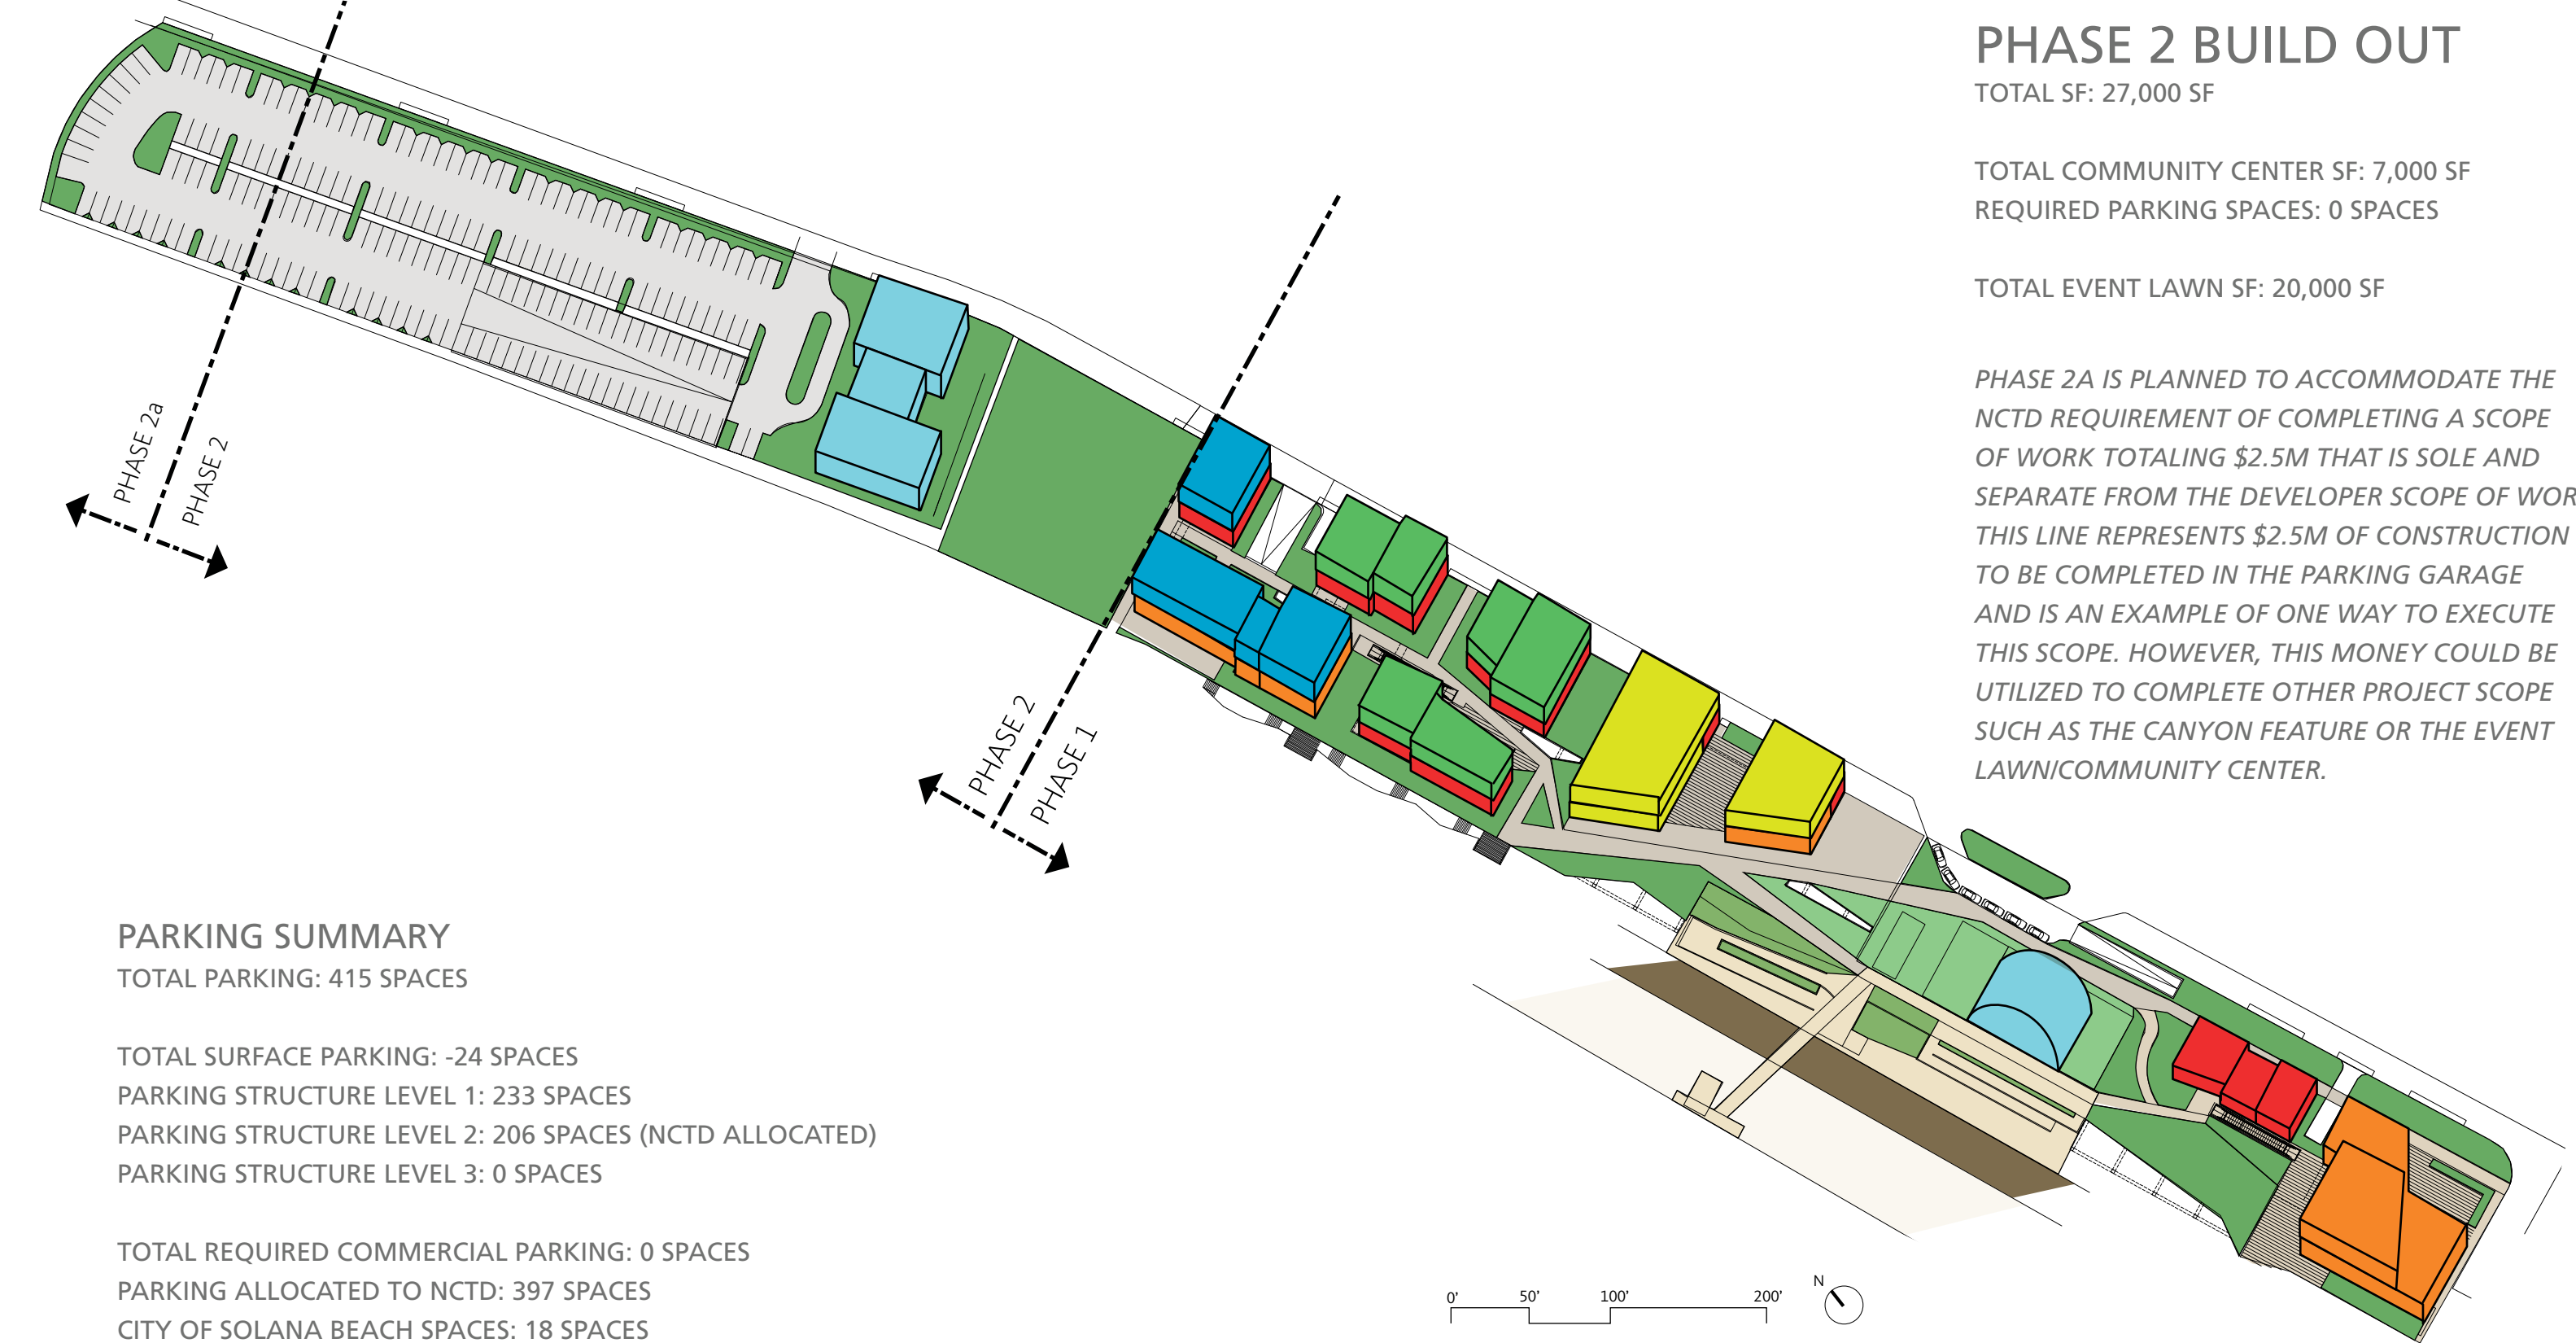 PHASE 2 BUILD OUT
TOTAL SF: 27,000 SF
TOTAL COMMUNITY CENTER SF: 7,000 SF
REQUIRED PARKING SPACES: 0 SPACES
TOTAL EVENT LAWN SF: 20,000 SF
PHASE 2A IS PLANNED TO ACCOMMODATE THE
NCTD REQUIREMENT OF COMPLETING A SCOPE
OF WORK TOTALING $2.5M THAT IS SOLE AND
SEPARATE FROM THE DEVELOPER SCOPE OF WOR
THIS LINE REPRESENTS $2.5M OF CONSTRUCTION
TO BE COMPLETED IN THE PARKING GARAGE
AND IS AN EXAMPLE OF ONE WAY TO EXECUTE
THIS SCOPE. HOWEVER, THIS MONEY COULD BE
UTILIZED TO COMPLETE OTHER PROJECT SCOPE
SUCH AS THE CANYON FEATURE OR THE EVENT
LAWN/COMMUNITY CENTER.
PHASE 2a
PHASE 2
PHASE 2
PHASE 1
PARKING SUMMARY
TOTAL PARKING: 415 SPACES
TOTAL SURFACE PARKING: -24 SPACES
PARKING STRUCTURE LEVEL 1: 233 SPACES
PARKING STRUCTURE LEVEL 2: 206 SPACES (NCTD ALLOCATED)
PARKING STRUCTURE LEVEL 3: 0 SPACES
TOTAL REQUIRED COMMERCIAL PARKING: 0 SPACES
PARKING ALLOCATED TO NCTD: 397 SPACES
CITY OF SOLANA BEACH SPACES: 18 SPACES
0' 50' 100' 200'
N